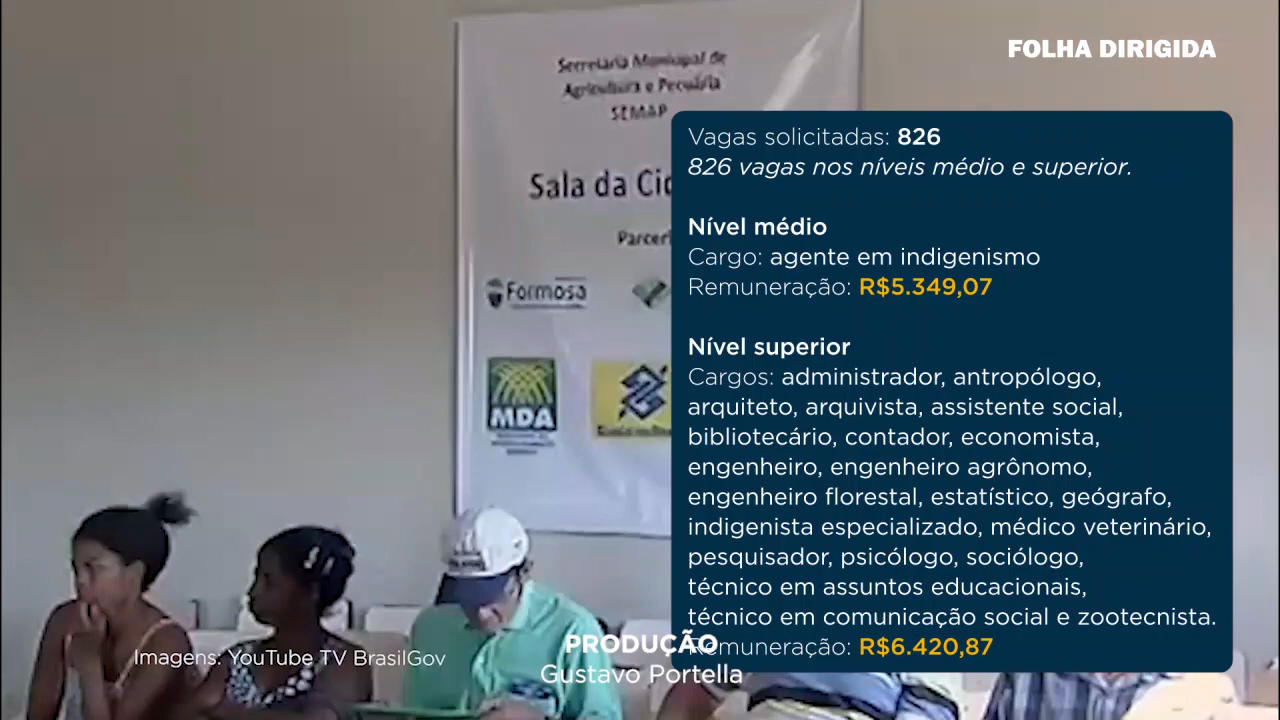 FOLHA DIRIGIDA
Secretaria Municipal de
Agricultura e Pecuária
SEMAP
Sala da Cid
Parceri
Formosa
MDA
Vagas solicitadas: 826
826 vagas nos níveis médio e superior.
Nível médio
Cargo: agente em indigenismo
Remuneração: R$5.349,07
Nível superior
Cargos: administrador, antropólogo,
arquiteto, arquivista, assistente social,
bibliotecário, contador, economista,
engenheiro, engenheiro agrônomo,
engenheiro florestal, estatístico, geógrafo,
indigenista especializado, médico veterinário,
pesquisador, psicólogo, sociólogo,
técnico em assuntos educacionais,
técnico em comunicação social e zootecnista.
Remuneração: R$6.420,87
Imagens: YouTube TV BrasilGov
PRODUÇÃO
Gustavo Portella